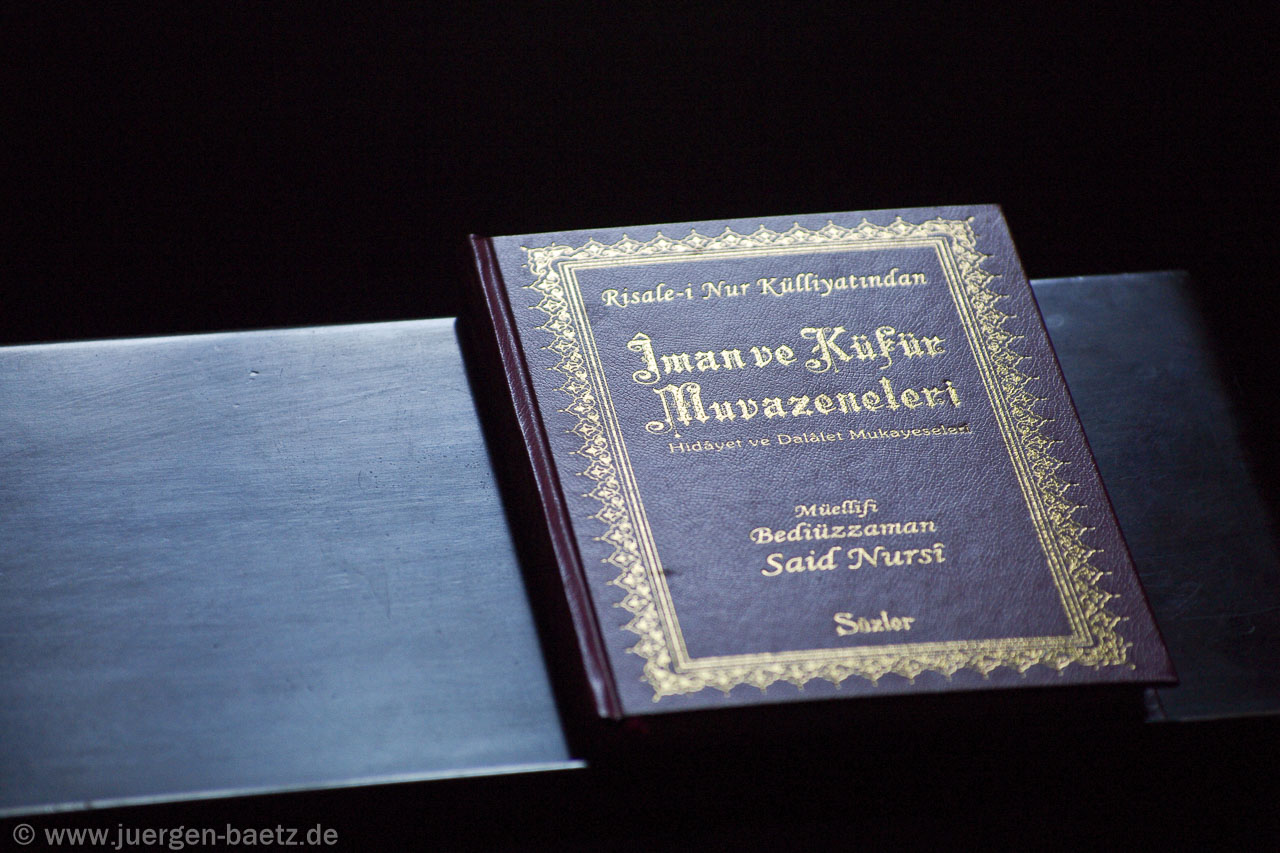 Risale-i Nur Külliyatından
Îman ve Küfür
Muvazeneleri
Hidâyet ve Dalâlet Mukayeseleri
Müellifi
Bediüzzaman
Said Nursî
Sözler
© www.juergen-baetz.de